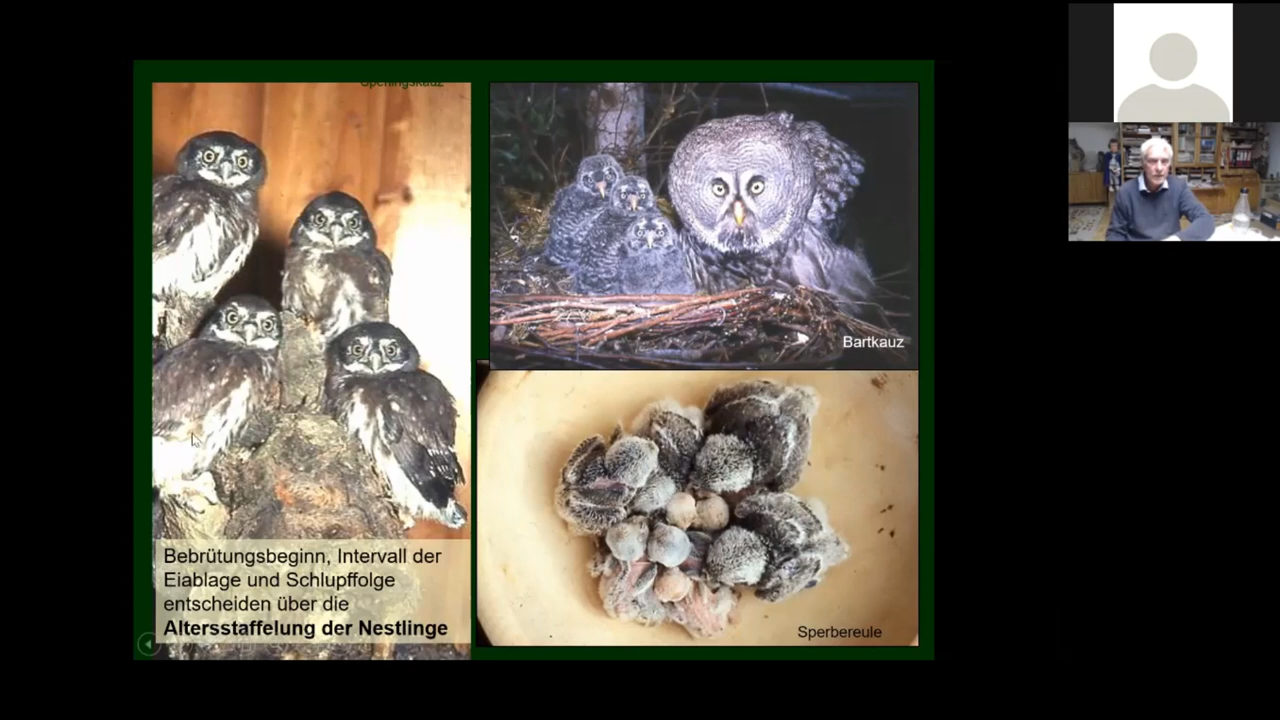 Sperlingskauz
Bartkauz
Bebrütungsbeginn, Intervall der
Eiablage und Schlupffolge
entscheiden über die
Altersstaffelung der Nestlinge
Sperbereule